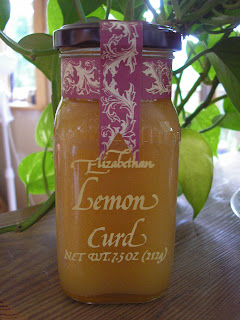 Elizabethan
Lemon
Curd
NET WT. 7.5 OZ (212g)